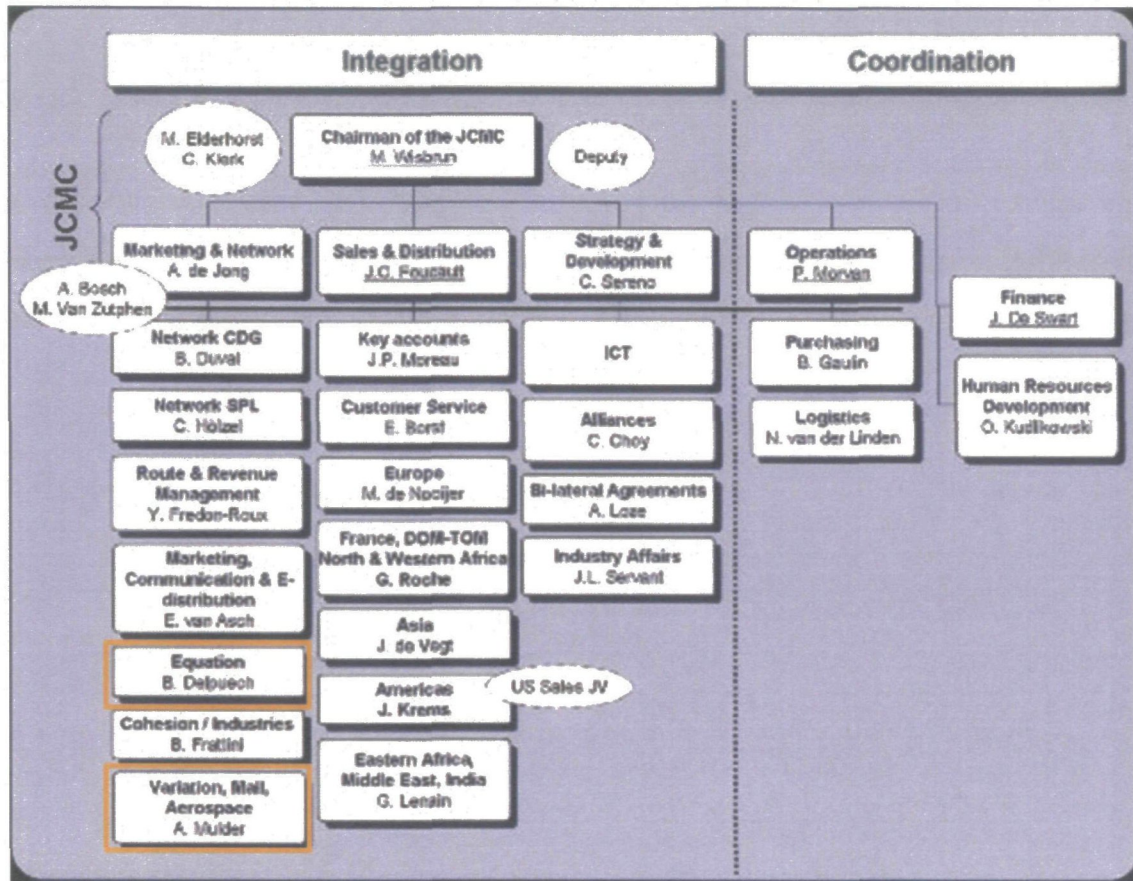 Integration
Coordination
JCMC
M. Elderhorst
C. Klerk
Chairman of the JCMC
M. Wisbrun
Deputy
Marketing & Network
A. de Jong
Sales & Distribution
J.C. Foucault
Strategy &
Development
C. Sereno
Operations
P. Morvan
A. Bosch
M. Van Zutphen
Finance
J. De Swart
Network CDG
B. Duval
Key accounts
J.P. Moreau
ICT
Purchasing
B. Gaulin
Human Resources
Development
O. Kudlikowski
Network SPL
C. Hölzel
Customer Service
E. Borst
Alliances
C. Choy
Logistics
N. van der Linden
Route & Revenue
Management
Y. Fredon-Roux
Europe
M. de Nooijer
Bi-lateral Agreements
A. Loze
France, DOM-TOM
North & Western Africa
G. Roche
Industry Affairs
J.L. Servant
Marketing,
Communication & E-
distribution
E. van Asch
Asia
J. de Vegt
Equation
B. Delpuech
Americas
J. Krems
US Sales JV
Cohesion / Industries
B. Frattini
Eastern Africa,
Middle East, India
G. Lensin
Variation, Mail,
Aerospace
A. Mulder